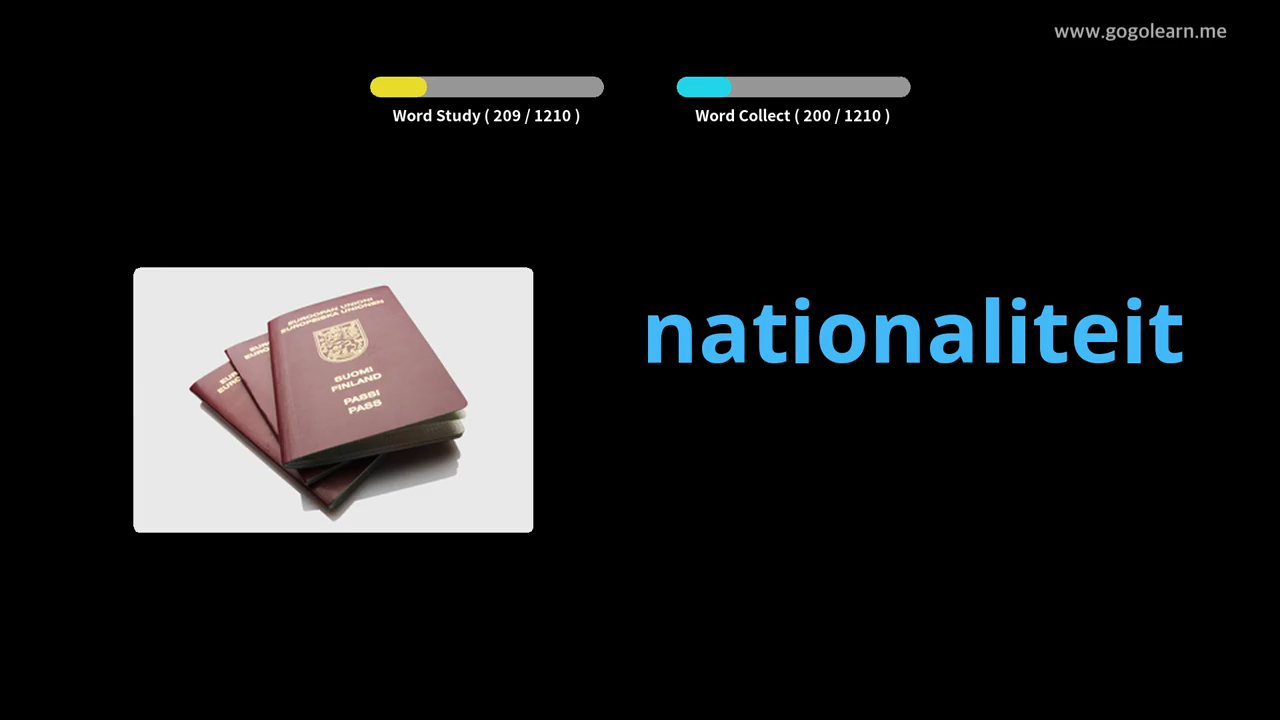 www.gogolearn.me
Word Study ( 209 / 1210 )
Word Collect ( 200 / 1210 )
nationaliteit
EUROOPAN UNIONI
EUROPEISKA UNIONEN
SUOMI
FINLAND
PASSI
PASS